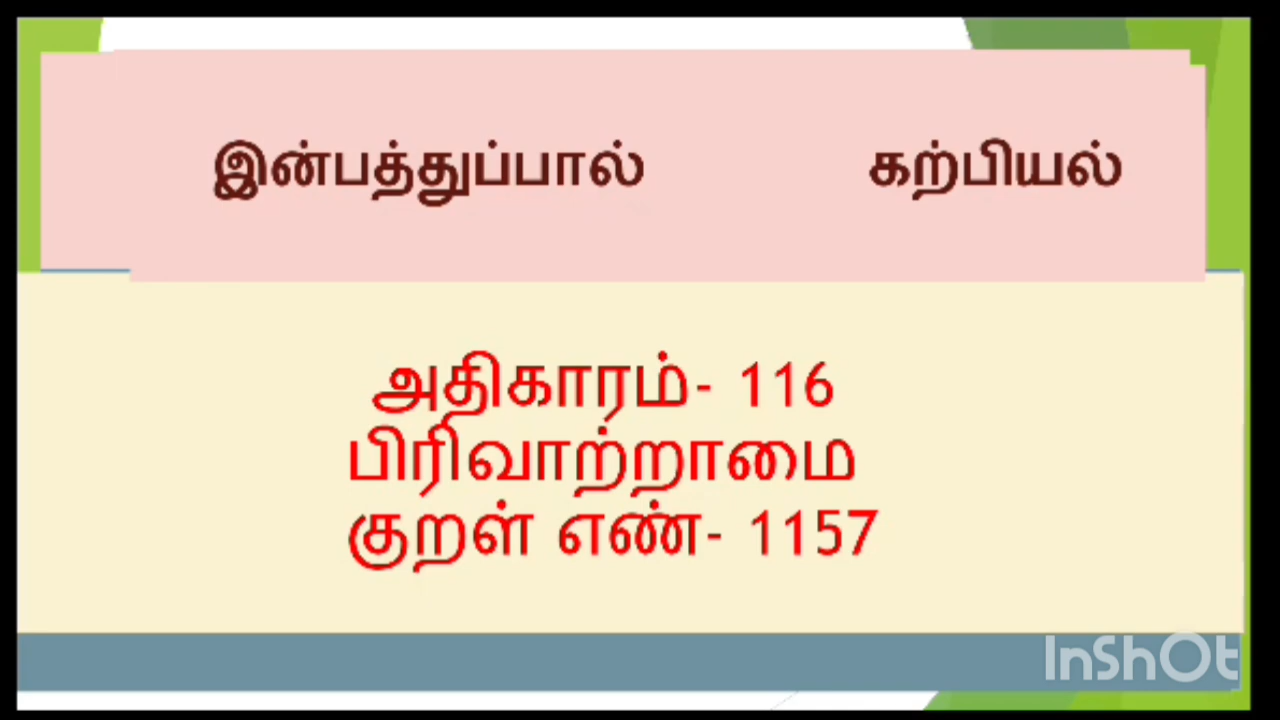 இன்பத்துப்பால் கற்பியல்
அதிகாரம்- 116
பிரிவாற்றாமை
குறள் எண்- 1157
InShOt